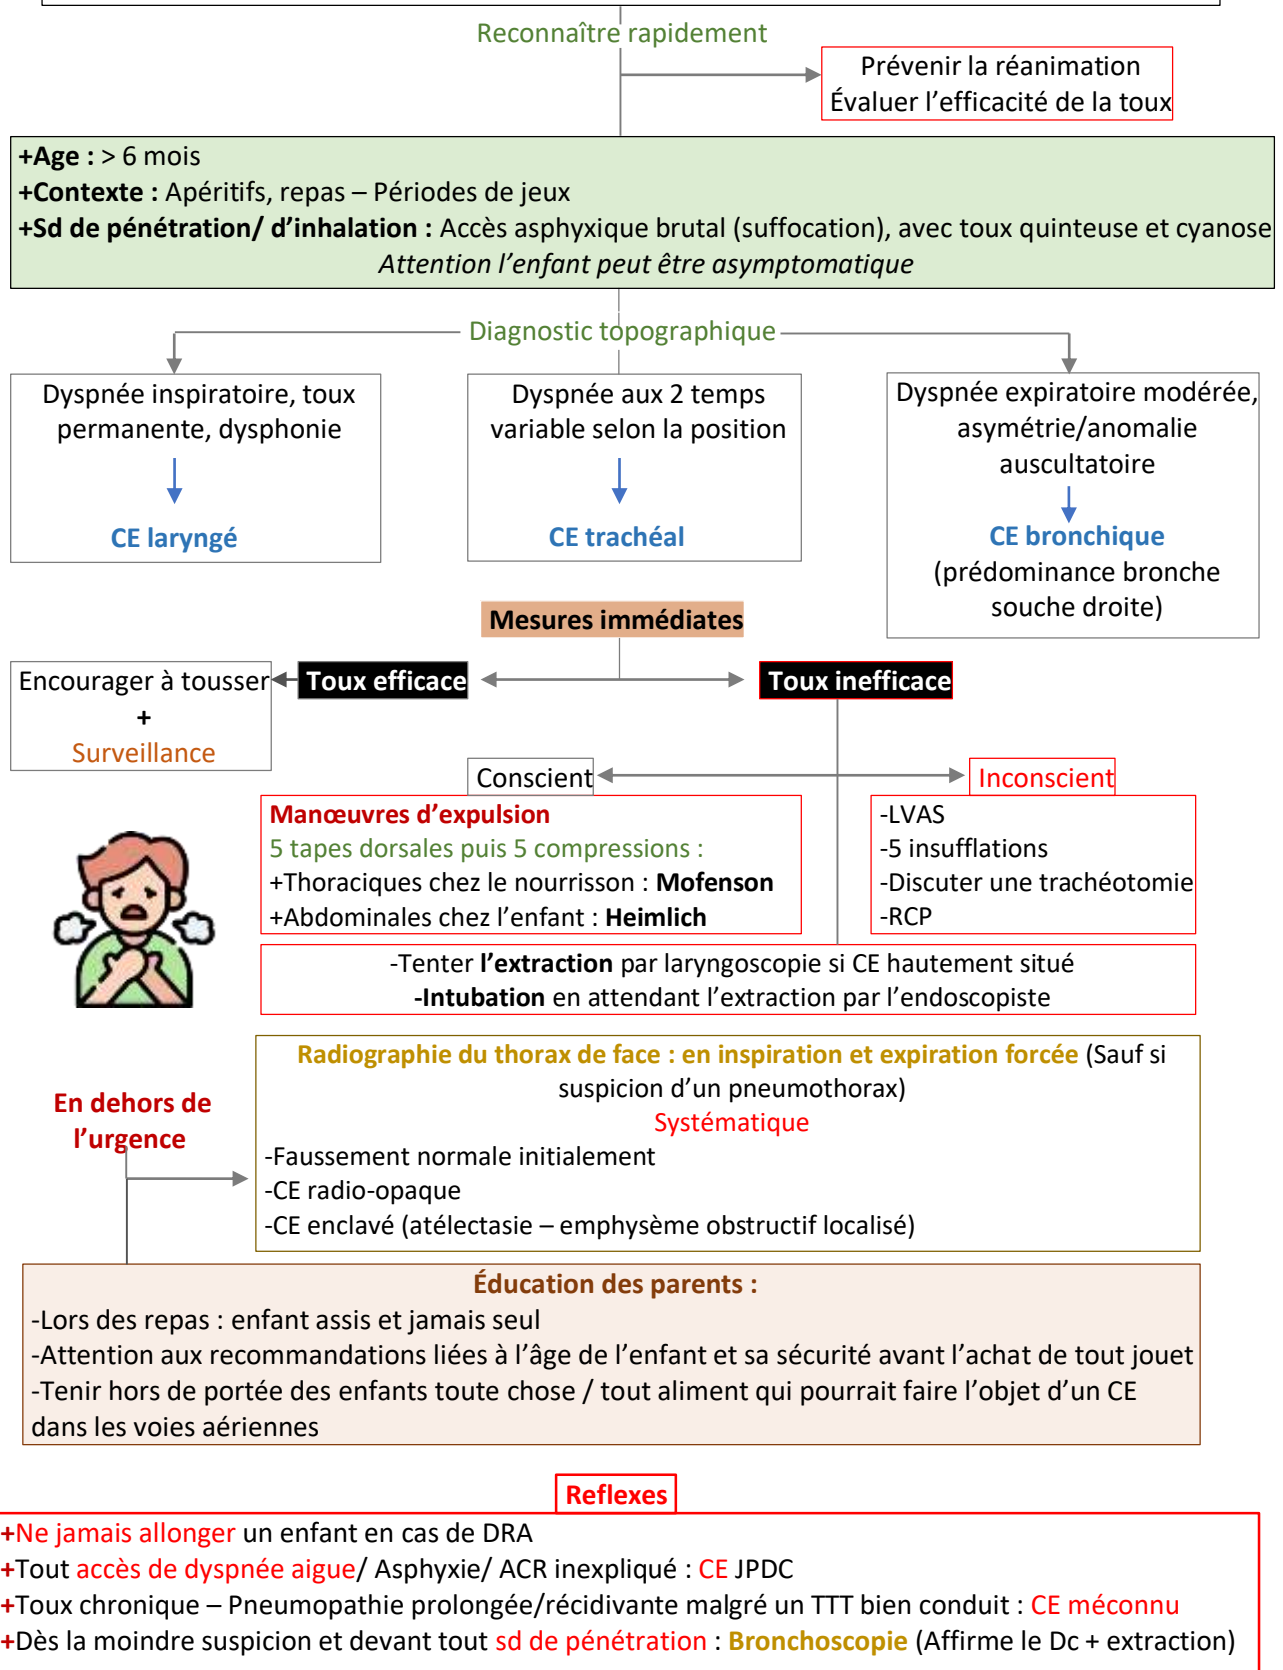 Reconnaître rapidement
Prévenir la réanimation
Évaluer l’efficacité de la toux
+Age : > 6 mois
+Contexte : Apéritifs, repas – Périodes de jeux
+Sd de pénétration/ d’inhalation : Accès asphyxique brutal (suffocation), avec toux quinteuse et cyanose
Attention l’enfant peut être asymptomatique
Diagnostic topographique
Dyspnée inspiratoire, toux
permanente, dysphonie
CE laryngé
Dyspnée aux 2 temps
variable selon la position
CE trachéal
Dyspnée expiratoire modérée,
asymétrie/anomalie
auscultatoire
CE bronchique
(prédominance bronche
souche droite)
Mesures immédiates
Encourager à tousser
+
Surveillance
Toux efficace
Toux inefficace
Conscient
Inconscient
Manœuvres d’expulsion
5 tapes dorsales puis 5 compressions :
+Thoraciques chez le nourrisson : Mofenson
+Abdominales chez l’enfant : Heimlich
-LVAS
-5 insufflations
-Discuter une trachéotomie
-RCP
-Tenter l’extraction par laryngoscopie si CE hautement situé
-Intubation en attendant l’extraction par l’endoscopiste
En dehors de
l’urgence
Radiographie du thorax de face : en inspiration et expiration forcée (Sauf si
suspicion d’un pneumothorax)
Systématique
-Faussement normale initialement
-CE radio-opaque
-CE enclavé (atélectasie – emphysème obstructif localisé)
Éducation des parents :
-Lors des repas : enfant assis et jamais seul
-Attention aux recommandations liées à l’âge de l’enfant et sa sécurité avant l’achat de tout jouet
-Tenir hors de portée des enfants toute chose / tout aliment qui pourrait faire l’objet d’un CE
dans les voies aériennes
Reflexes
+Ne jamais allonger un enfant en cas de DRA
+Tout accès de dyspnée aigue/ Asphyxie/ ACR inexpliqué : CE JPDC
+Toux chronique – Pneumopathie prolongée/récidivante malgré un TTT bien conduit : CE méconnu
+Dès la moindre suspicion et devant tout sd de pénétration : Bronchoscopie (Affirme le Dc + extraction)